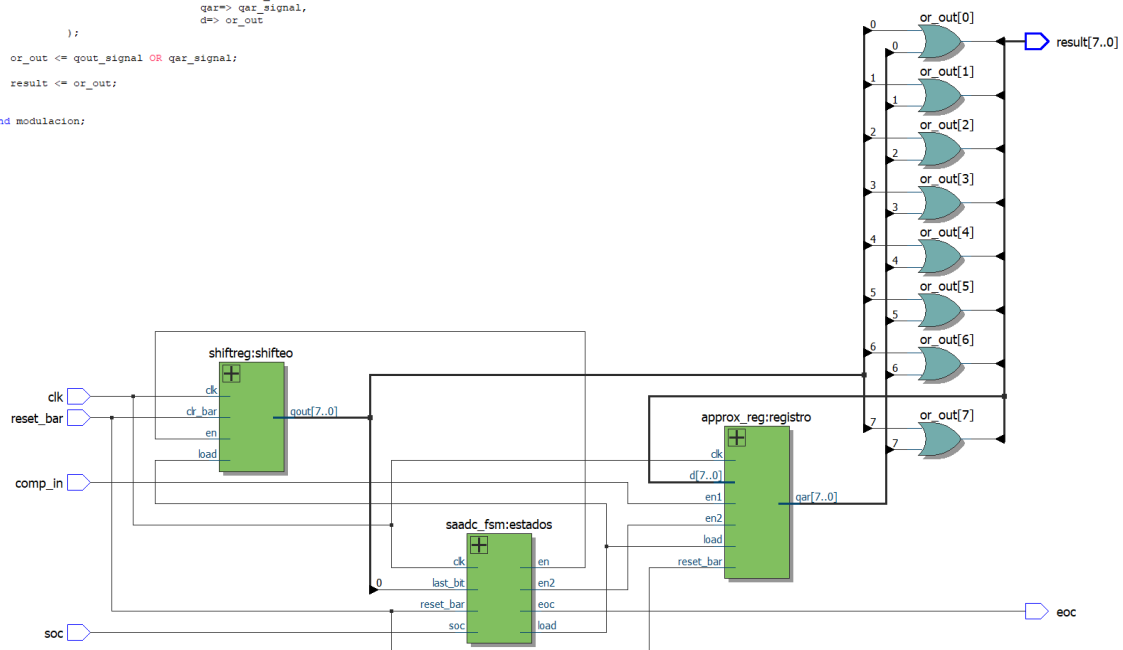 qar=> qar_signal,
d=> or_out
);
or_out <= qout_signal OR qar_signal;
result <= or_out;
nd modulacion;
or_out[0]
0
0
result[7..0]
or_out[1]
1
1
or_out[2]
2
2
or_out[3]
3
3
or_out[4]
4
4
or_out[5]
5
5
or_out[6]
6
6
or_out[7]
7
7
shiftreg:shifteo
clk
clr_bar
en
load
qout[7..0]
clk
reset_bar
comp_in
soc
approx_reg:registro
clk
d[7..0]
en1
en2
load
reset_bar
qar[7..0]
saadc_fsm:estados
clk
0
last_bit
reset_bar
soc
en
en2
eoc
load
eoc